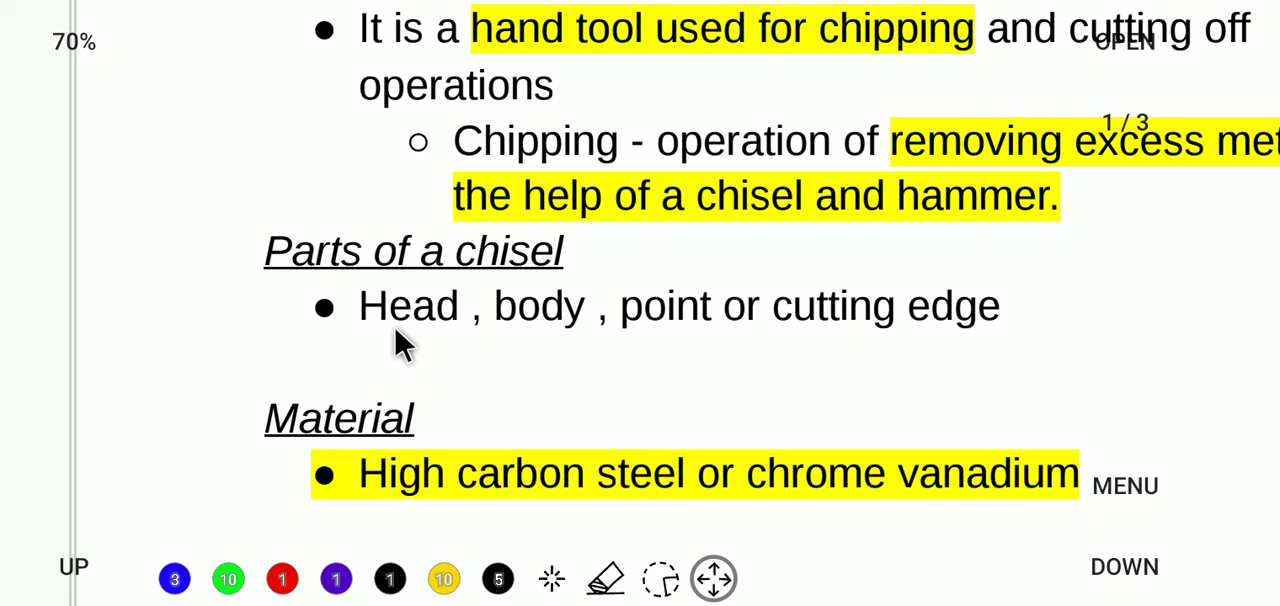 ● It is a hand tool used for chipping and cutting off
operations
○ Chipping - operation of removing excess met
the help of a chisel and hammer.
Parts of a chisel
● Head , body , point or cutting edge
Material
● High carbon steel or chrome vanadium
70%
OPEN
1 / 3
MENU
UP
3 10 1 1 1 10 5
DOWN